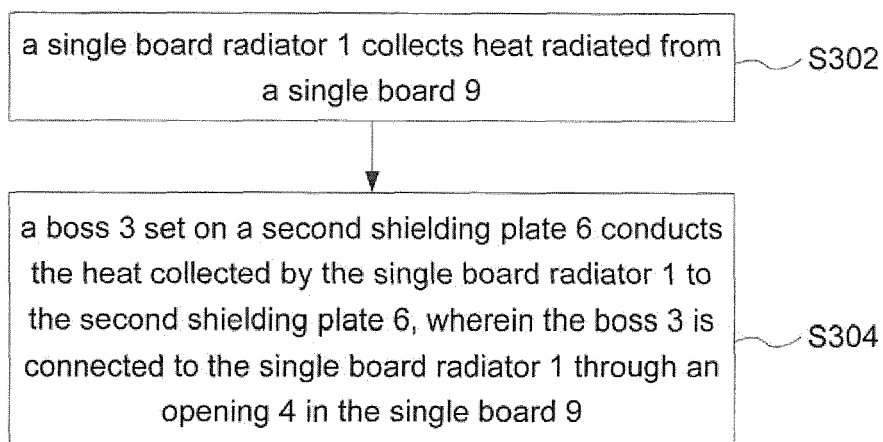 a single board radiator 1 collects heat radiated from
a single board 9
S302
a boss 3 set on a second shielding plate 6 conducts
the heat collected by the single board radiator 1 to
the second shielding plate 6, wherein the boss 3 is
connected to the single board radiator 1 through an
opening 4 in the single board 9
S304